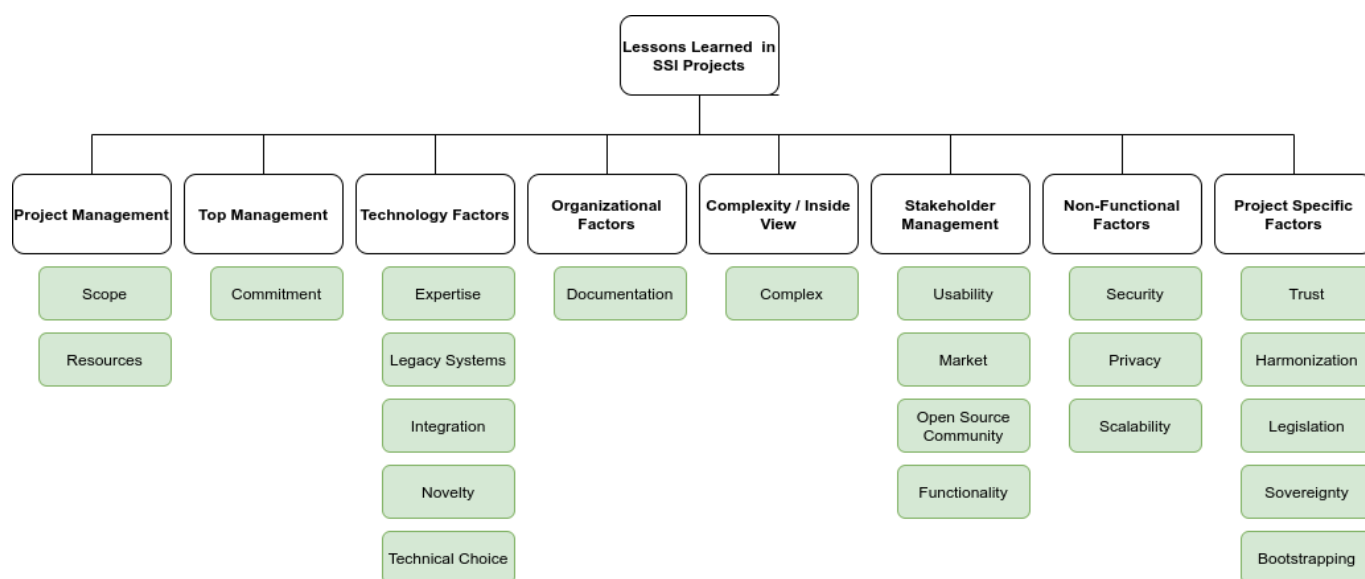 Lessons Learned in
SSI Projects
Project Management
Top Management
Technology Factors
Organizational
Factors
Complexity / Inside
View
Stakeholder
Management
Non-Functional
Factors
Project Specific
Factors
Scope
Commitment
Expertise
Documentation
Complex
Usability
Security
Trust
Resources
Legacy Systems
Market
Privacy
Harmonization
Integration
Open Source
Community
Scalability
Legislation
Novelty
Functionality
Sovereignty
Technical Choice
Bootstrapping